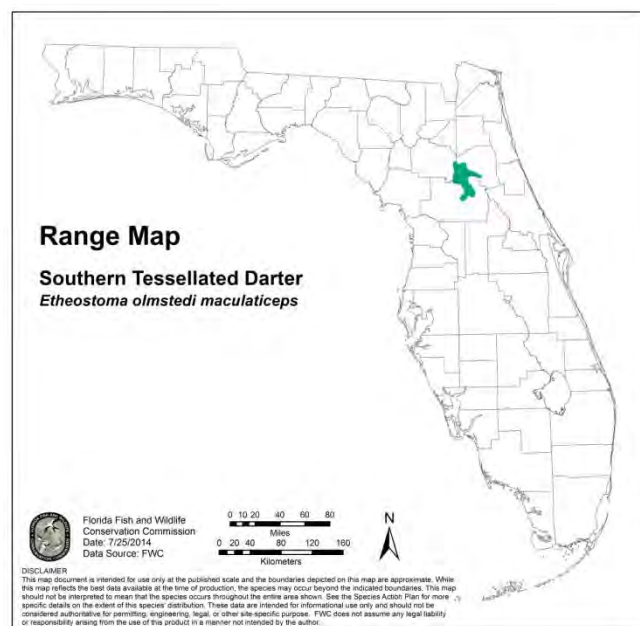 Range Map
Southern Tessellated Darter
Etheostoma olmstedi maculaticeps
Florida Fish and Wildlife
Conservation Commission
Date: 7/25/2014
Data Source: FWC
0 10 20 40 60 80
Miles
0 20 40 80 120 160
Kilometers
N
DISCLAIMER
This map document is intended for use only at the published scale and the boundaries depicted on this map are approximate. While
this map reflects the best data available at the time of production, the species may occur beyond the indicated boundaries. This map
should not be interpreted to mean that the species occurs throughout the entire area shown. See the Species Action Plan for more
specific details on the extent of this species' distribution. These data are intended for informational use only and should not be
considered authoritative for permitting, engineering, legal, or other site-specific purpose. FWC does not assume any legal liability
or responsibility arising from the use of this product in a manner not intended by the author.